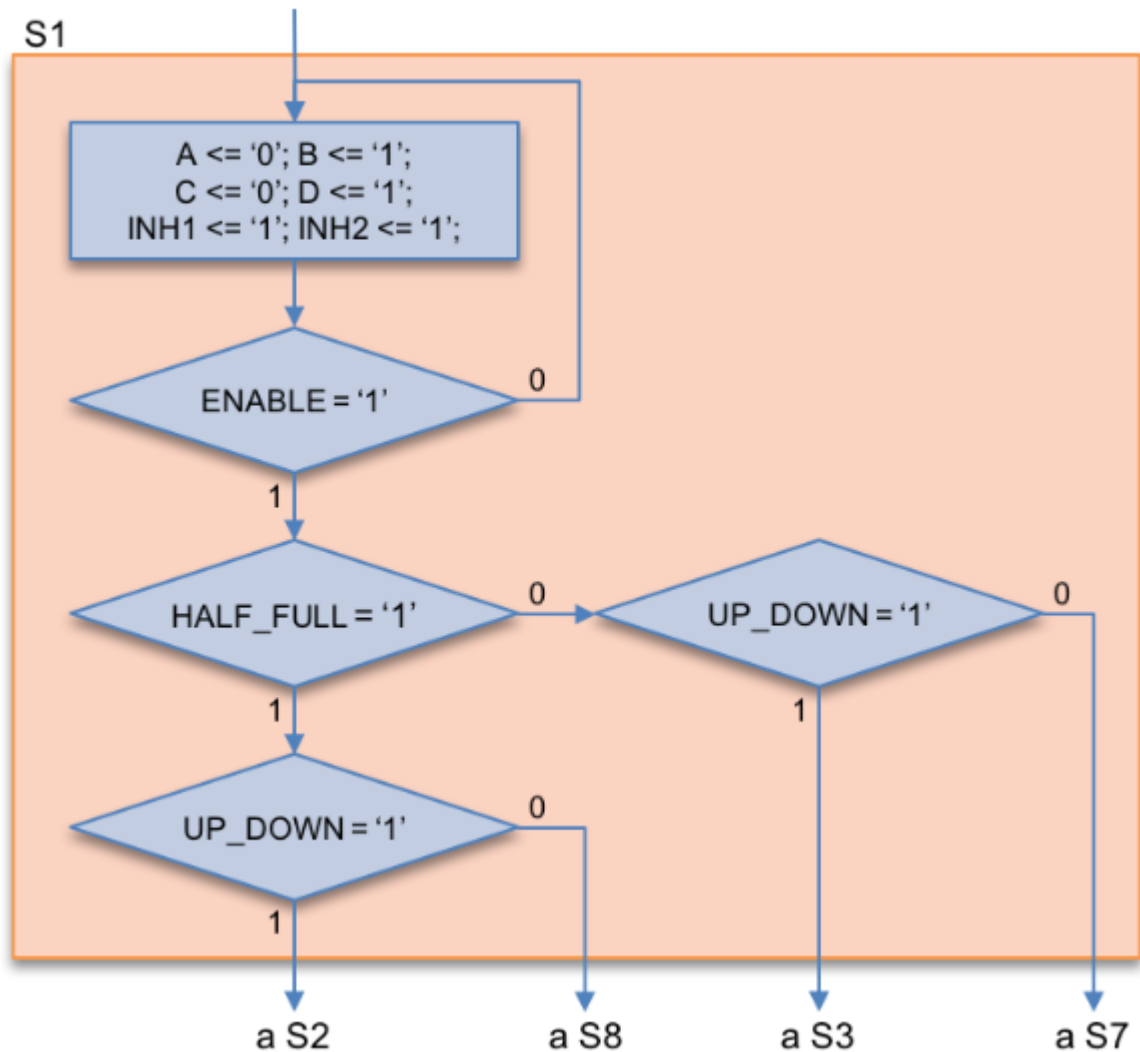 S1
A <= ‘0’; B <= ‘1’;
C <= ‘0’; D <= ‘1’;
INH1 <= ‘1’; INH2 <= ‘1’;
ENABLE = ‘1’
0
1
HALF_FULL = ‘1’
0
UP_DOWN = ‘1’
0
1
1
UP_DOWN = ‘1’
0
1
a S2
a S8
a S3
a S7